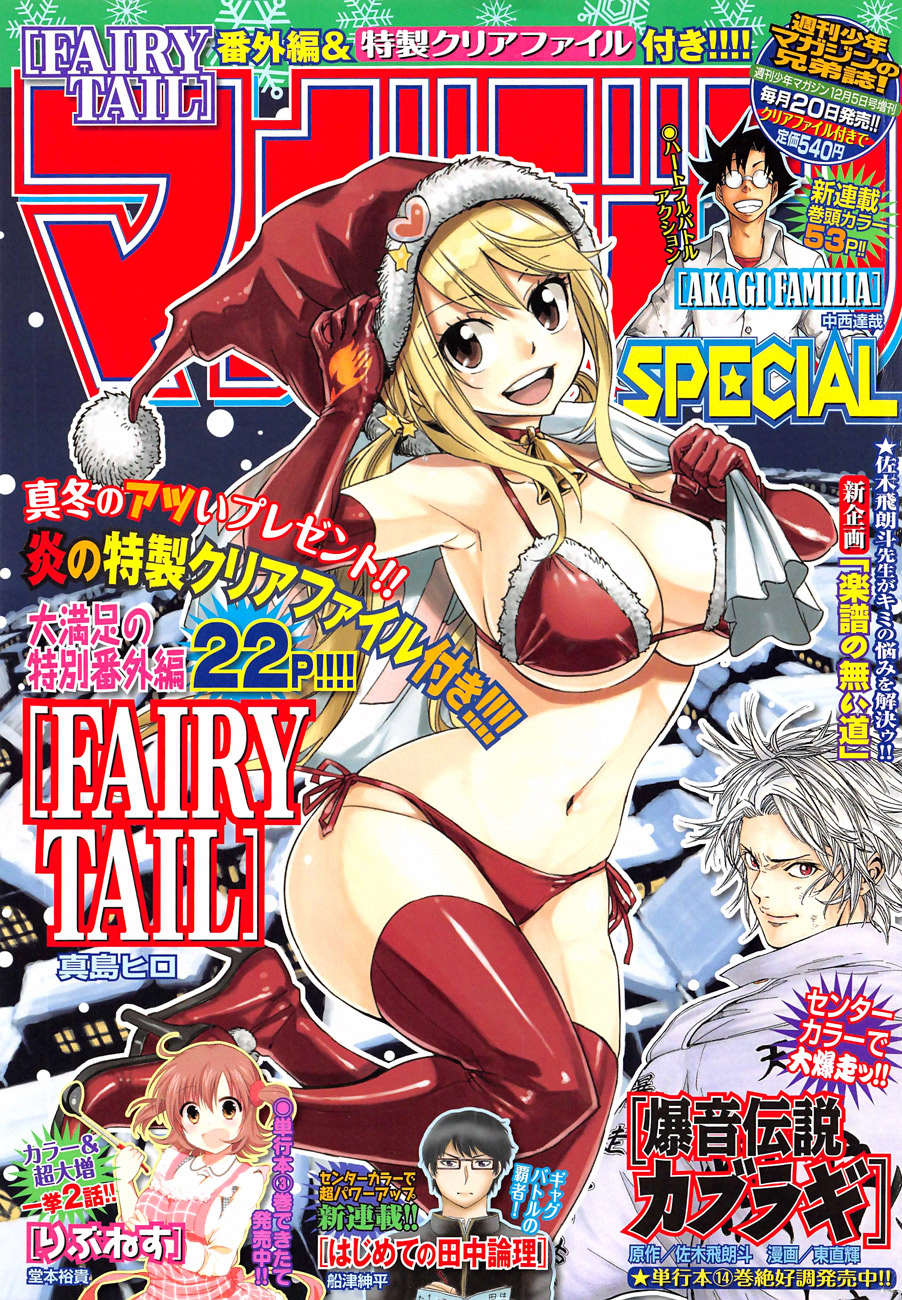 [FAIRY TAIL]
番外編&特製クリアファイル付き!!!!
マガジン
SPECIAL
週刊少年
マガジンの
兄弟誌!
週刊少年マガジン12月5日号増刊
毎月20日発売!!
クリアファイル付きで
定価540円
●ハートフルバトル
アクション
新連載
巻頭カラー
53P!!
[AKAGI FAMILIA]
中西達哉
★佐木飛朗斗先生がキミの悩みを解決ゥ!!
新企画「楽譜の無い道」
真冬のアツいプレゼント!!
炎の特製クリアファイル付き!!!!
大満足の
特別番外編
22P!!!!
[FAIRY
TAIL]
真島ヒロ
センター
カラーで
大爆走ッ!!
[爆音伝説
カブラギ]
原作/佐木飛朗斗 漫画/東直輝
★単行本⑭巻絶好調発売中!!
カラー&
超大増
一挙2話!!
[りぶねす]
堂本裕貴
●単行本③巻できたて
発売中!!
センターカラーで
超パワーアップ
新連載!!
ギャグ
バトルの
覇者!
[はじめての田中論理]
船津紳平